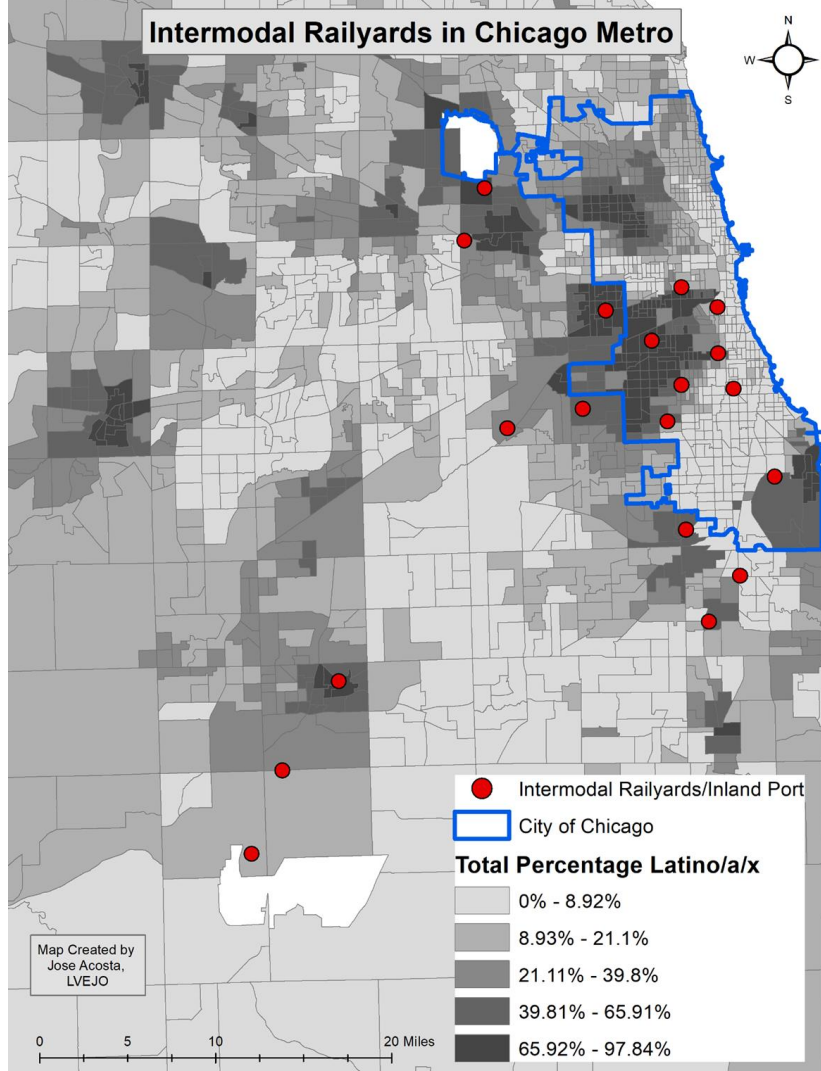 Intermodal Railyards in Chicago Metro
N
W
E
S
Intermodal Railyards/Inland Port
City of Chicago
Total Percentage Latino/a/x
0% - 8.92%
8.93% - 21.1%
21.11% - 39.8%
39.81% - 65.91%
65.92% - 97.84%
Map Created by
Jose Acosta,
LVEJO
0 5 10 20 Miles